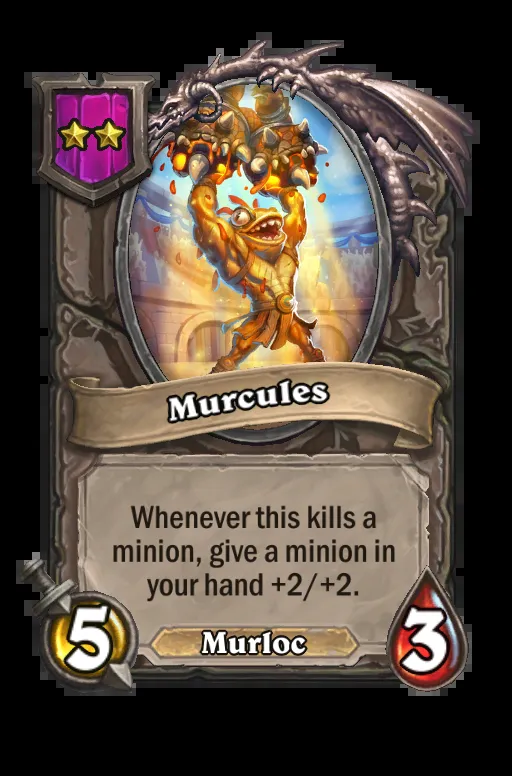 Murcules
Whenever this kills a
minion, give a minion in
your hand +2/+2.
5
Murloc
3